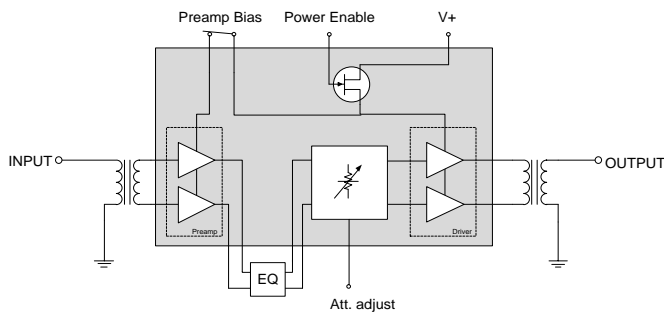 Preamp Bias
Power Enable
V+
INPUT
OUTPUT
Preamp
Driver
EQ
Att. adjust